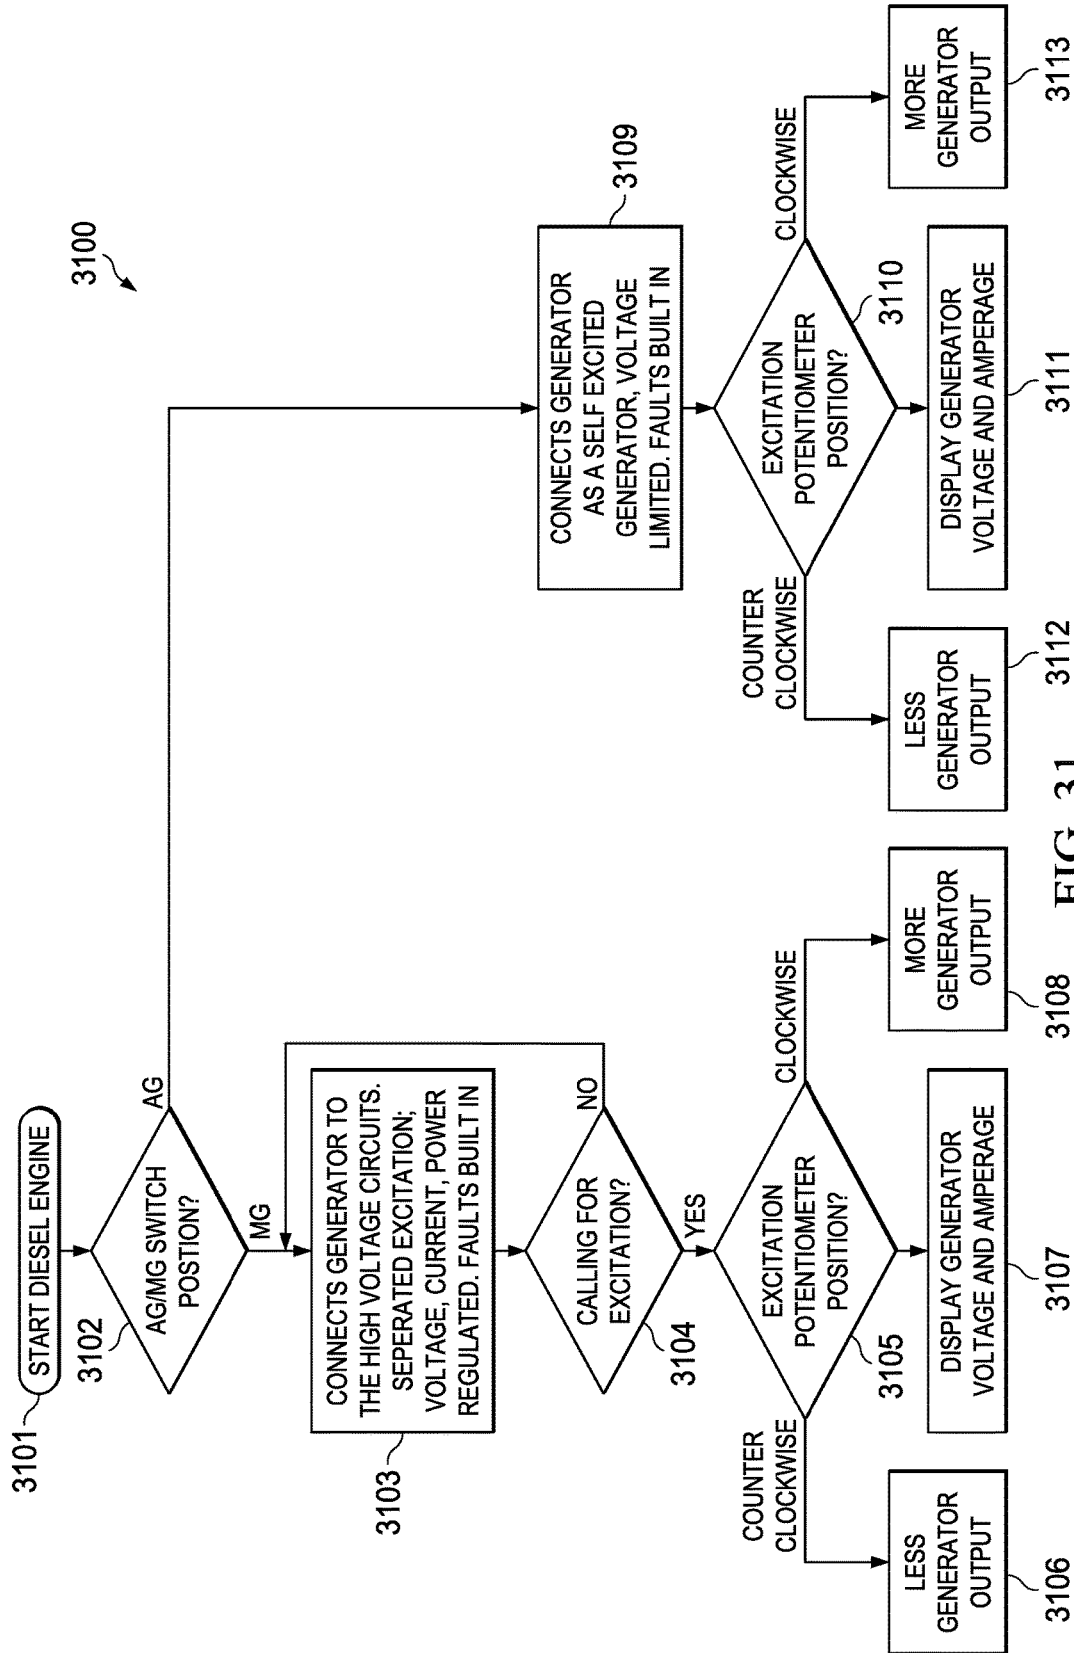 3100
3101
START DIESEL ENGINE
3102
AG/MG SWITCH
POSTION?
AG
MG
CONNECTS GENERATOR TO
THE HIGH VOLTAGE CIRCUITS.
SEPERATED EXCITATION;
VOLTAGE, CURRENT, POWER
REGULATED. FAULTS BUILT IN
3103
CALLING FOR
EXCITATION?
NO
YES
3104
EXCITATION
POTENTIOMETER
POSITION?
3105
COUNTER
CLOCKWISE
CLOCKWISE
LESS
GENERATOR
OUTPUT
3106
DISPLAY GENERATOR
VOLTAGE AND AMPERAGE
3107
MORE
GENERATOR
OUTPUT
3108
CONNECTS GENERATOR
AS A SELF EXCITED
GENERATOR, VOLTAGE
LIMITED. FAULTS BUILT IN
3109
EXCITATION
POTENTIOMETER
POSITION?
3110
COUNTER
CLOCKWISE
CLOCKWISE
LESS
GENERATOR
OUTPUT
3112
DISPLAY GENERATOR
VOLTAGE AND AMPERAGE
3111
MORE
GENERATOR
OUTPUT
3113
FIG. 31